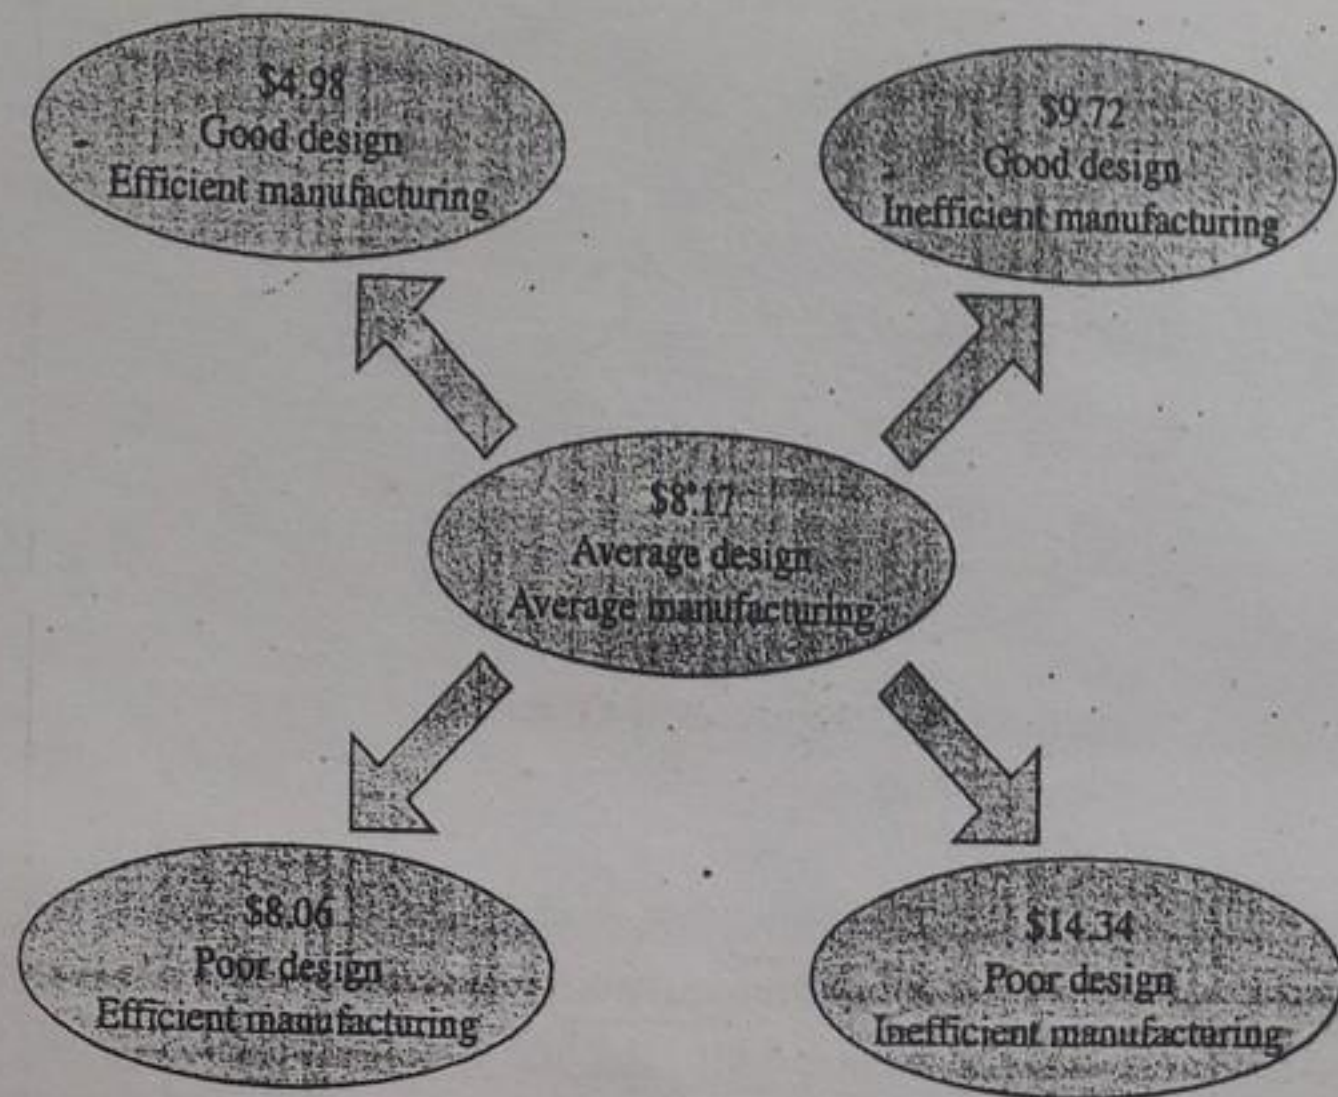 $4.98
Good design
Efficient manufacturing
$9.72
Good design
Inefficient manufacturing
$8.17
Average design
Average manufacturing
$8.06
Poor design
Efficient manufacturing
$14.34
Poor design
Inefficient manufacturing